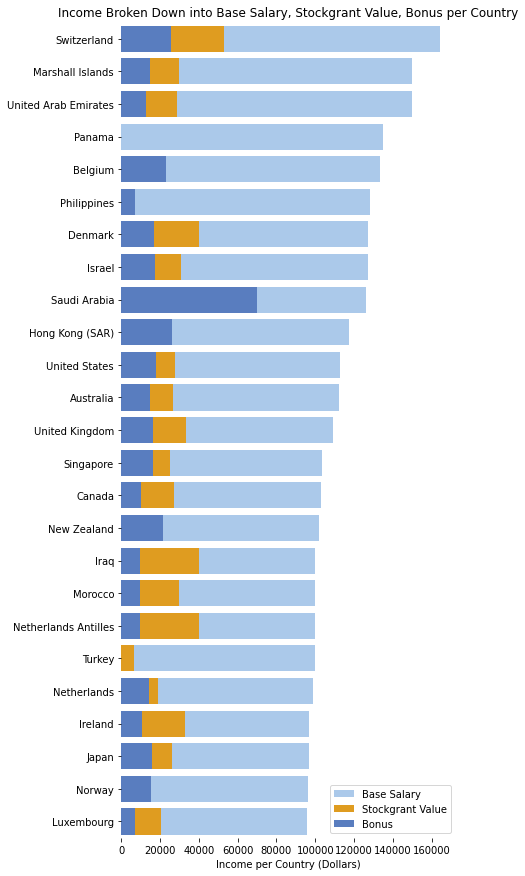 Income Broken Down into Base Salary, Stockgrant Value, Bonus per Country
Switzerland
Marshall Islands
United Arab Emirates
Panama
Belgium
Philippines
Denmark
Israel
Saudi Arabia
Hong Kong (SAR)
United States
Australia
United Kingdom
Singapore
Canada
New Zealand
Iraq
Morocco
Netherlands Antilles
Turkey
Netherlands
Ireland
Japan
Norway
Luxembourg
Base Salary
Stockgrant Value
Bonus
0 20000 40000 60000 80000 100000 120000 140000 160000
Income per Country (Dollars)